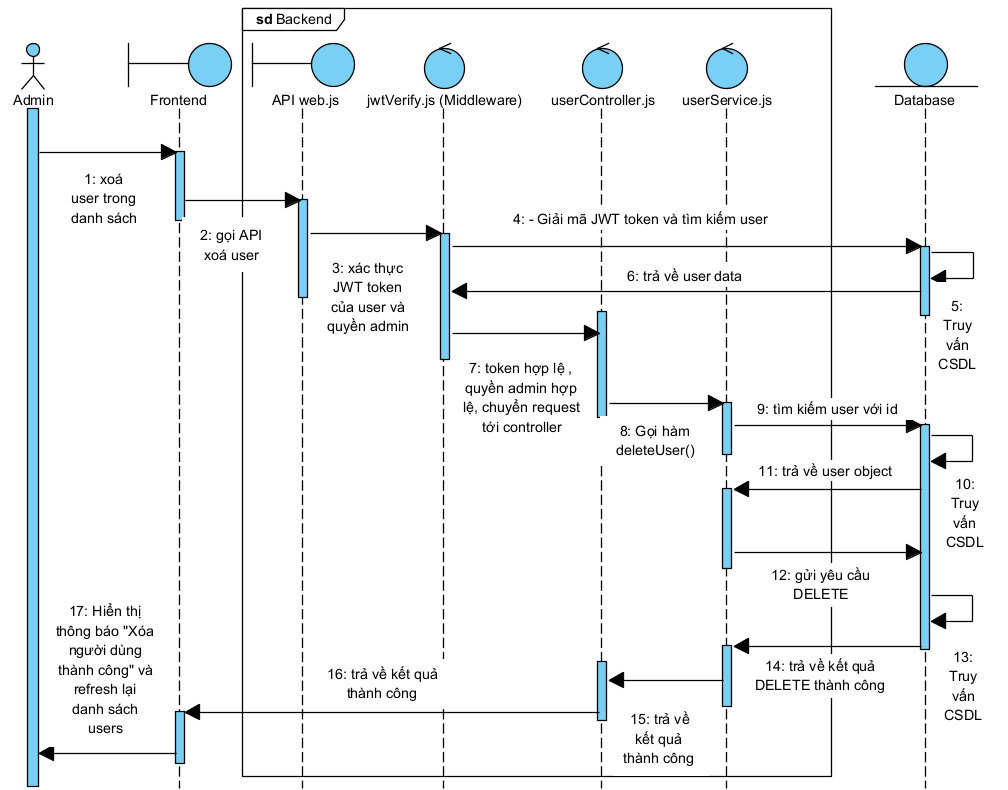 sd Backend
Admin
Frontend
API web.js
jwtVerify.js (Middleware)
userController.js
userService.js
Database
1: xoá
user trong
danh sách
2: gọi API
xoá user
3: xác thực
JWT token
của user và
quyền admin
4: - Giải mã JWT token và tìm kiếm user
5:
Truy
vấn
CSDL
6: trả về user data
7: token hợp lệ ,
quyền admin hợp
lệ, chuyển request
tới controller
8: Gọi hàm
deleteUser()
9: tìm kiếm user với id
10:
Truy
vấn
CSDL
11: trả về user object
12: gửi yêu cầu
DELETE
13:
Truy
vấn
CSDL
14: trả về kết quả
DELETE thành công
15: trả về
kết quả
thành công
16: trả về kết quả
thành công
17: Hiển thị
thông báo "Xóa
người dùng
thành công" và
refresh lại
danh sách
users